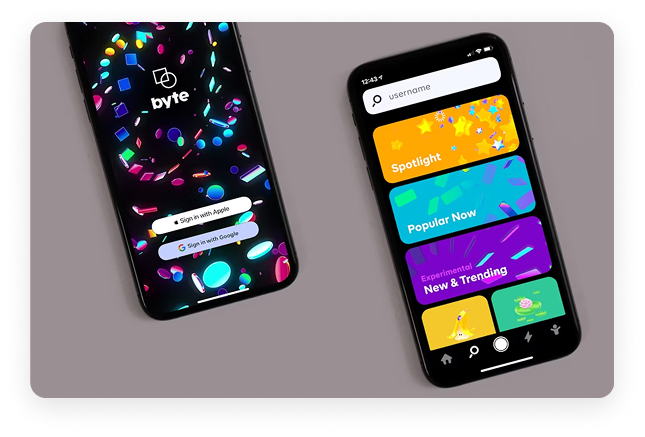 byte
Sign in with Apple
Sign in with Google
12:43
username
Spotlight
Popular Now
Experimental
New & Trending